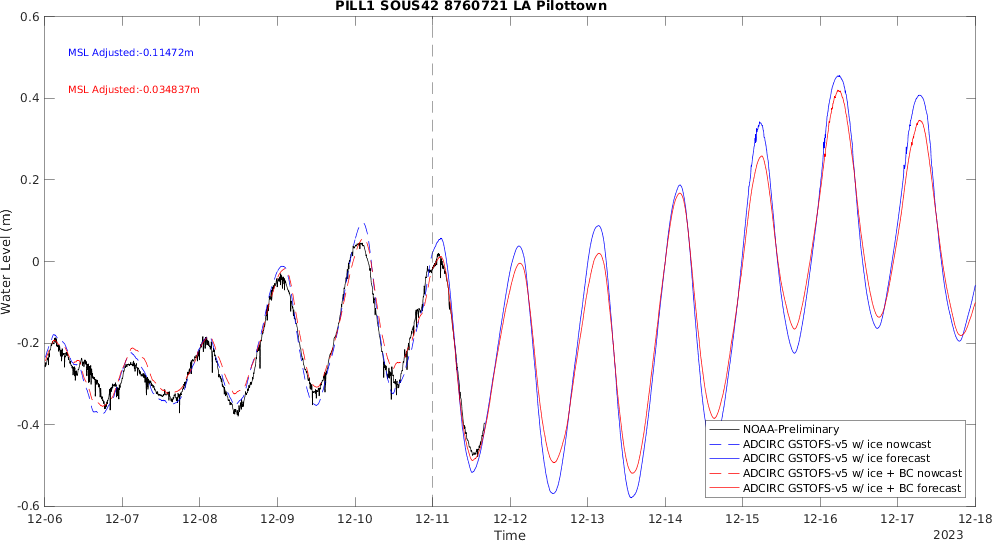 PILL1 SOUS42 8760721 LA Pilottown
MSL Adjusted:-0.11472m
MSL Adjusted:-0.034837m
Water Level (m)
0.6
0.4
0.2
0
-0.2
-0.4
-0.6
NOAA-Preliminary
ADCIRC GSTOFS-v5 w/ ice nowcast
ADCIRC GSTOFS-v5 w/ ice forecast
ADCIRC GSTOFS-v5 w/ ice + BC nowcast
ADCIRC GSTOFS-v5 w/ ice + BC forecast
12-06 12-07 12-08 12-09 12-10 12-11 12-12 12-13 12-14 12-15 12-16 12-17 12-18
Time
2023